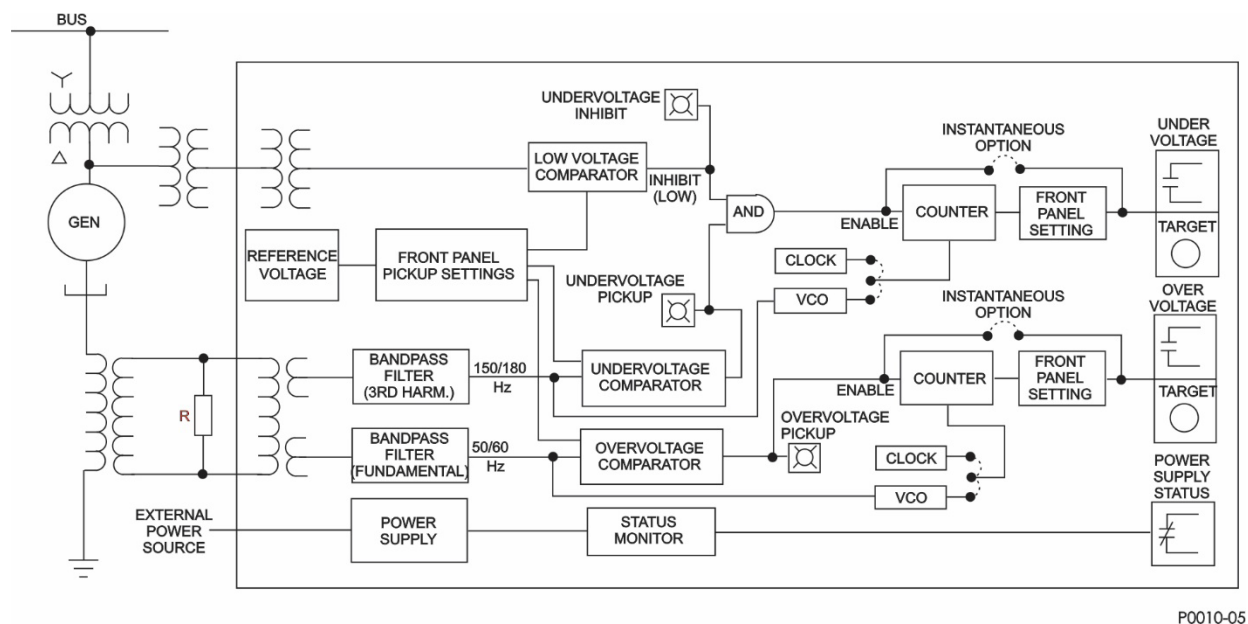 BUS
GEN
UNDERVOLTAGE
INHIBIT
LOW VOLTAGE
COMPARATOR
INHIBIT
(LOW)
AND
INSTANTANEOUS
OPTION
ENABLE
COUNTER
FRONT
PANEL
SETTING
UNDER
VOLTAGE
TARGET
REFERENCE
VOLTAGE
FRONT PANEL
PICKUP SETTINGS
UNDERVOLTAGE
PICKUP
CLOCK
VCO
INSTANTANEOUS
OPTION
OVER
VOLTAGE
R
BANDPASS
FILTER
(3RD HARM.)
150/180
Hz
UNDERVOLTAGE
COMPARATOR
ENABLE
COUNTER
FRONT
PANEL
SETTING
TARGET
BANDPASS
FILTER
(FUNDAMENTAL)
50/60
Hz
OVERVOLTAGE
COMPARATOR
OVERVOLTAGE
PICKUP
CLOCK
VCO
POWER
SUPPLY
STATUS
EXTERNAL
POWER
SOURCE
POWER
SUPPLY
STATUS
MONITOR
P0010-05